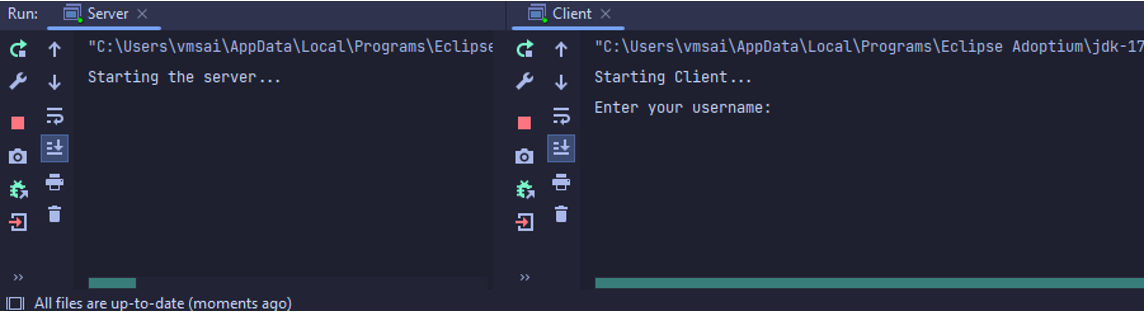 Run: Server Client
"C:\Users\vmsai\AppData\Local\Programs\Eclipse
Starting the server...
"C:\Users\vmsai\AppData\Local\Programs\Eclipse Adoptium\jdk-17
Starting Client...
Enter your username:
All files are up-to-date (moments ago)